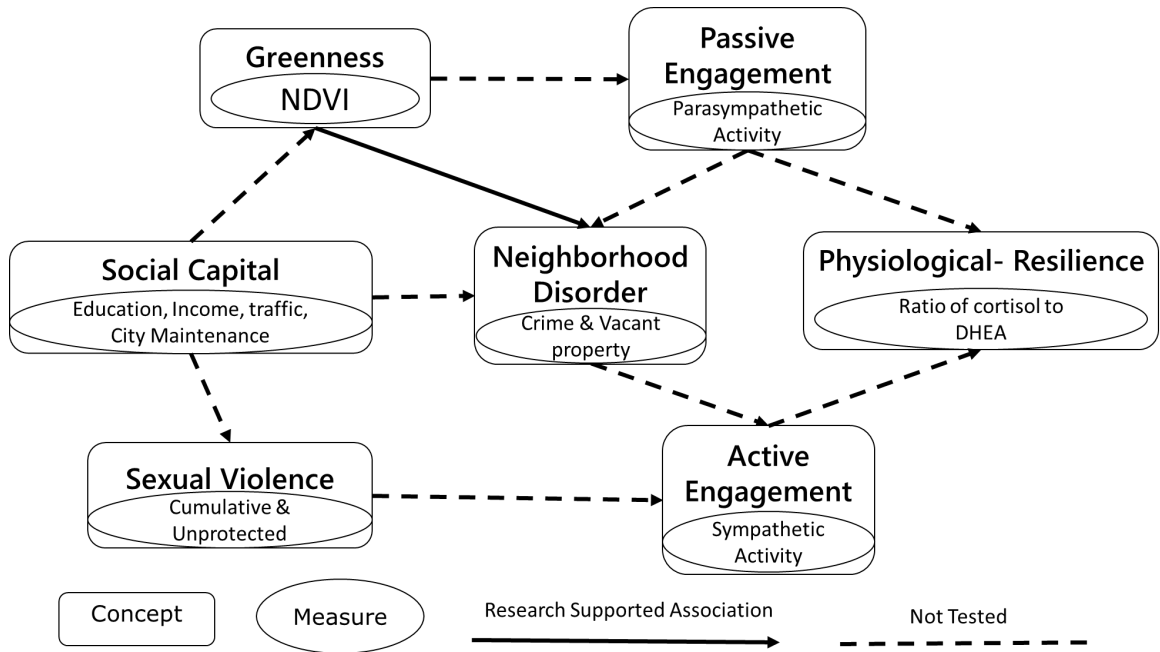 Greenness
NDVI
Passive
Engagement
Parasympathetic
Activity
Social Capital
Education, Income, traffic,
City Maintenance
Neighborhood
Disorder
Crime & Vacant
property
Physiological- Resilience
Ratio of cortisol to
DHEA
Sexual Violence
Cumulative &
Unprotected
Active
Engagement
Sympathetic
Activity
Concept
Measure
Research Supported Association
Not Tested